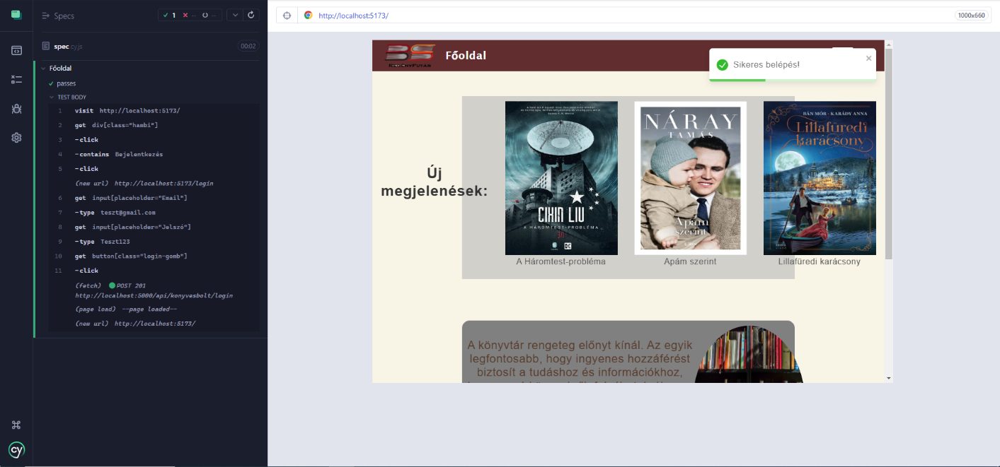 Specs
1
--
--
spec.cy.js
00:02
Főoldal
passes
TEST BODY
1 visit http://localhost:5173/
2 get div[class="hambi"]
3 -click
4 -contains Bejelentkezés
5 -click
(new url) http://localhost:5173/login
6 get input[placeholder="Email"]
7 -type teszt@gmail.com
8 get input[placeholder="Jelszó"]
9 -type Teszt123
10 get button[class="login-gomb"]
11 -click
(fetch) POST 201
http://localhost:5000/api/konyvesbolt/login
(page load) --page loaded--
(new url) http://localhost:5173/
cy
http://localhost:5173/
1000x660
BS
Főoldal
Sikeres belépés!
Új
megjelenések:
CIXIN LIU
A HÁROMTEST-PROBLÉMA
A Háromtest-probléma
NÁRAY
TAMÁS
Apám
szerint
Apám szerint
BÁN MÓR · KARÁDY ANNA
Lillafüredi
karácsony
Lillafüredi karácsony
A könyvtár rengeteg előnyt kínál. Az egyik
legfontosabb, hogy ingyenes hozzáférést
biztosít a tudáshoz és információkhoz,